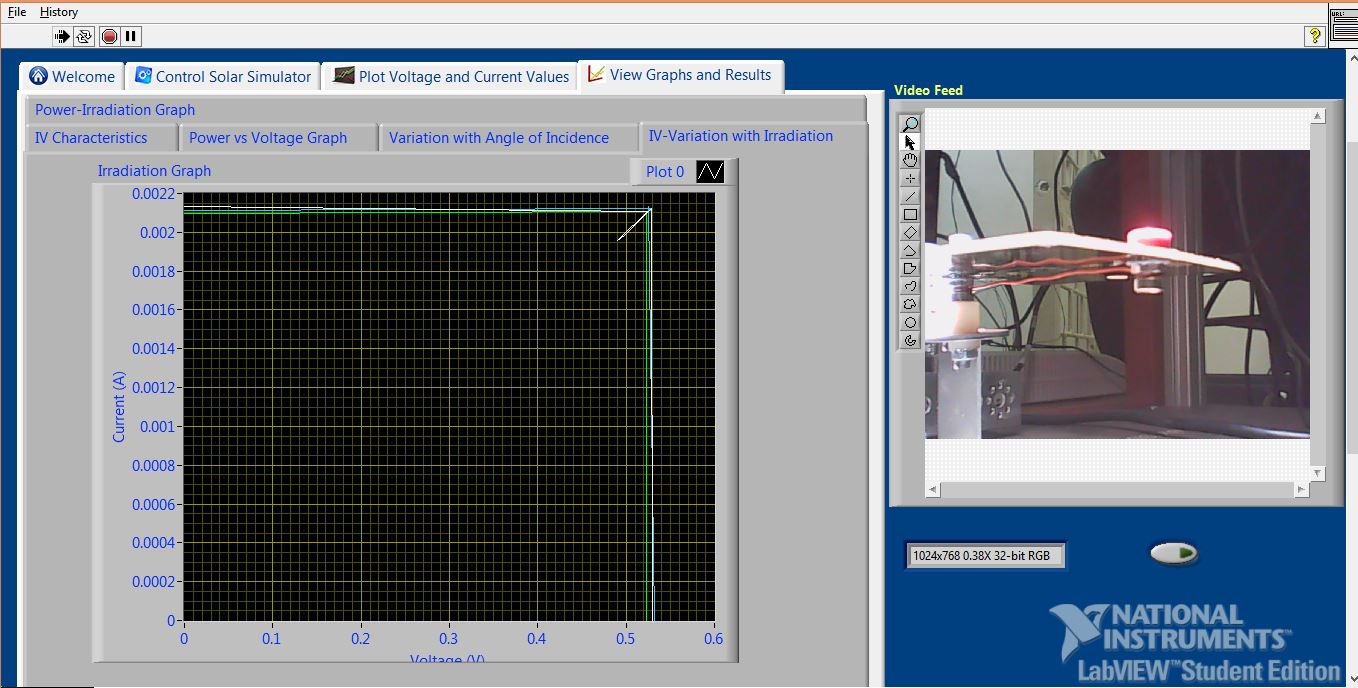 File History
URL:
Welcome
Control Solar Simulator
Plot Voltage and Current Values
View Graphs and Results
Video Feed
Power-Irradiation Graph
IV Characteristics
Power vs Voltage Graph
Variation with Angle of Incidence
IV-Variation with Irradiation
Irradiation Graph
Plot 0
0.0022
0.002
0.0018
0.0016
0.0014
0.0012
0.001
0.0008
0.0006
0.0004
0.0002
0
Current (A)
0 0.1 0.2 0.3 0.4 0.5 0.6
Voltage (V)
1024x768 0.38X 32-bit RGB
NATIONAL
INSTRUMENTS™
LabVIEW™ Student Edition